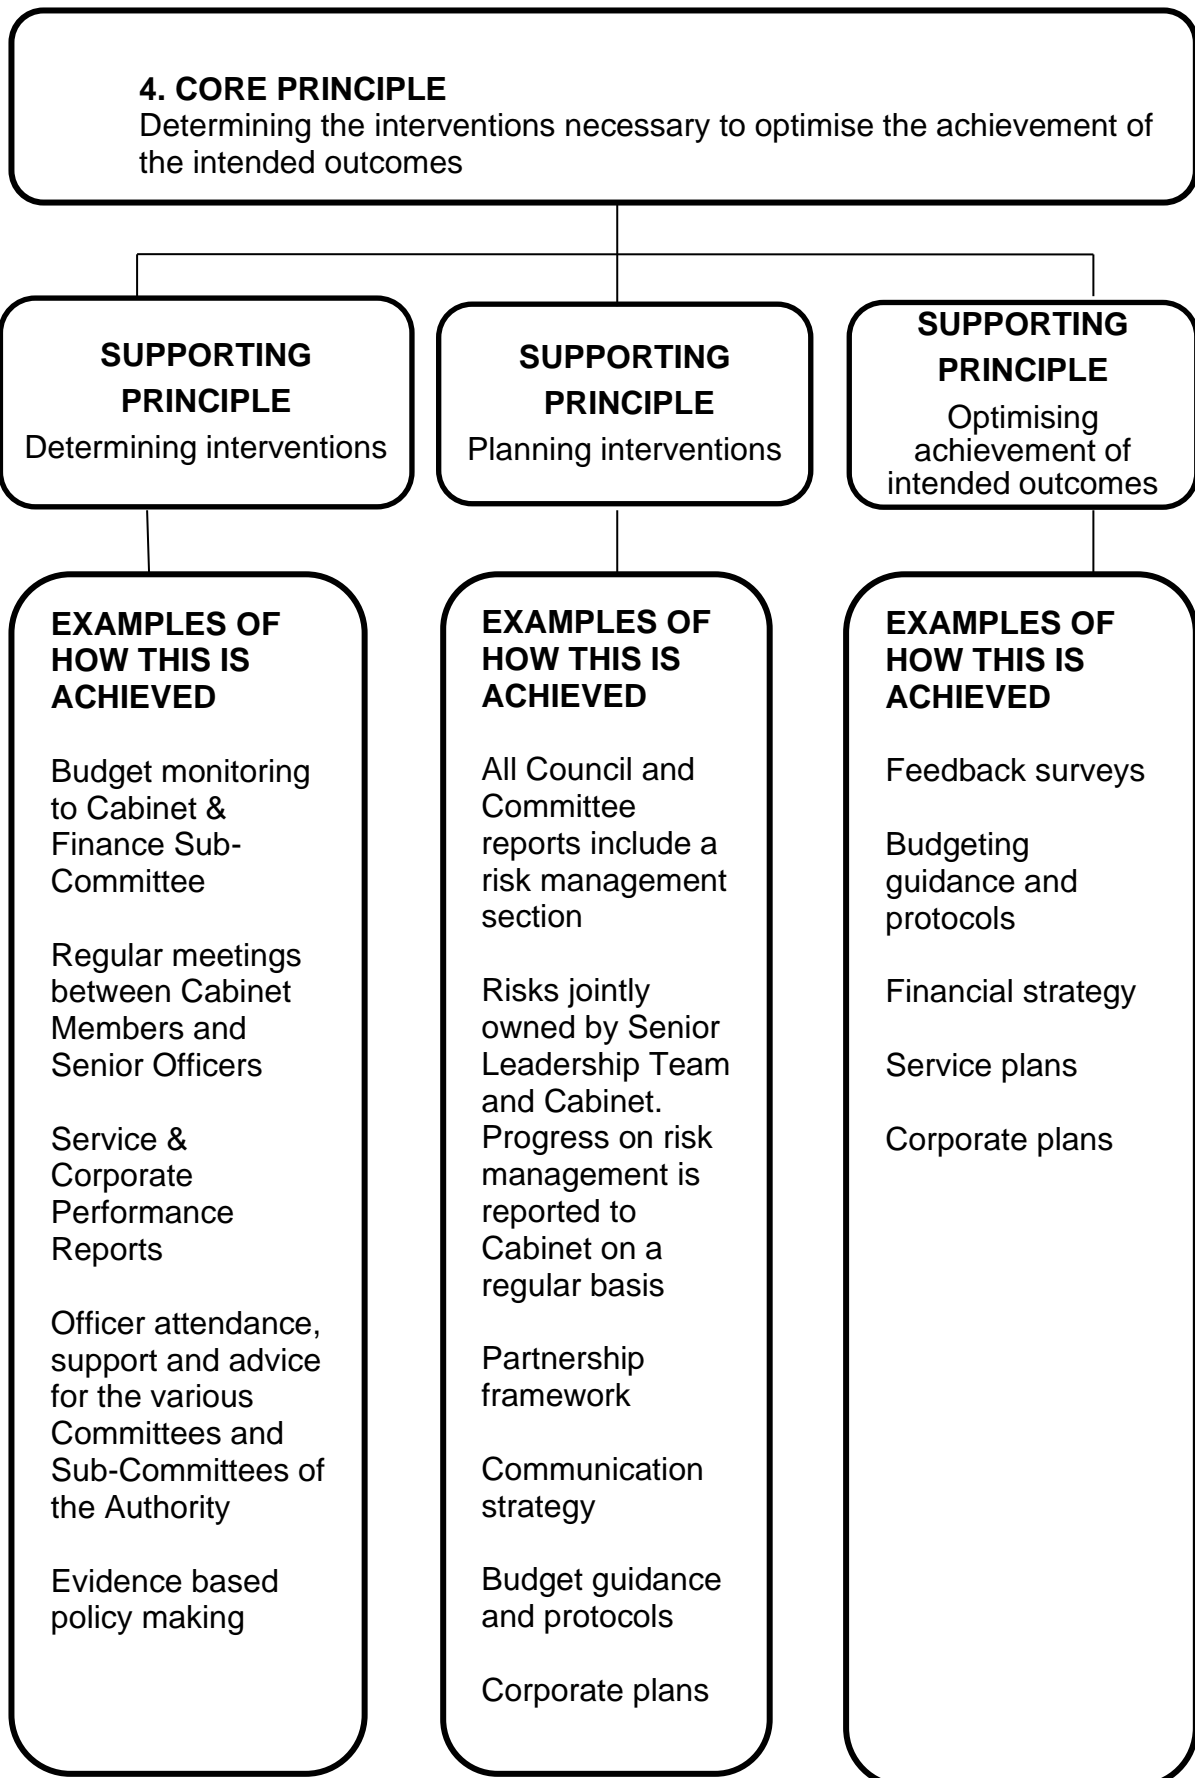 4. CORE PRINCIPLE
Determining the interventions necessary to optimise the achievement of
the intended outcomes
SUPPORTING
PRINCIPLE
Determining interventions
SUPPORTING
PRINCIPLE
Planning interventions
SUPPORTING
PRINCIPLE
Optimising
achievement of
intended outcomes
EXAMPLES OF
HOW THIS IS
ACHIEVED
Budget monitoring
to Cabinet &
Finance Sub-
Committee
Regular meetings
between Cabinet
Members and
Senior Officers
Service &
Corporate
Performance
Reports
Officer attendance,
support and advice
for the various
Committees and
Sub-Committees of
the Authority
Evidence based
policy making
EXAMPLES OF
HOW THIS IS
ACHIEVED
All Council and
Committee
reports include a
risk management
section
Risks jointly
owned by Senior
Leadership Team
and Cabinet.
Progress on risk
management is
reported to
Cabinet on a
regular basis
Partnership
framework
Communication
strategy
Budget guidance
and protocols
Corporate plans
EXAMPLES OF
HOW THIS IS
ACHIEVED
Feedback surveys
Budgeting
guidance and
protocols
Financial strategy
Service plans
Corporate plans